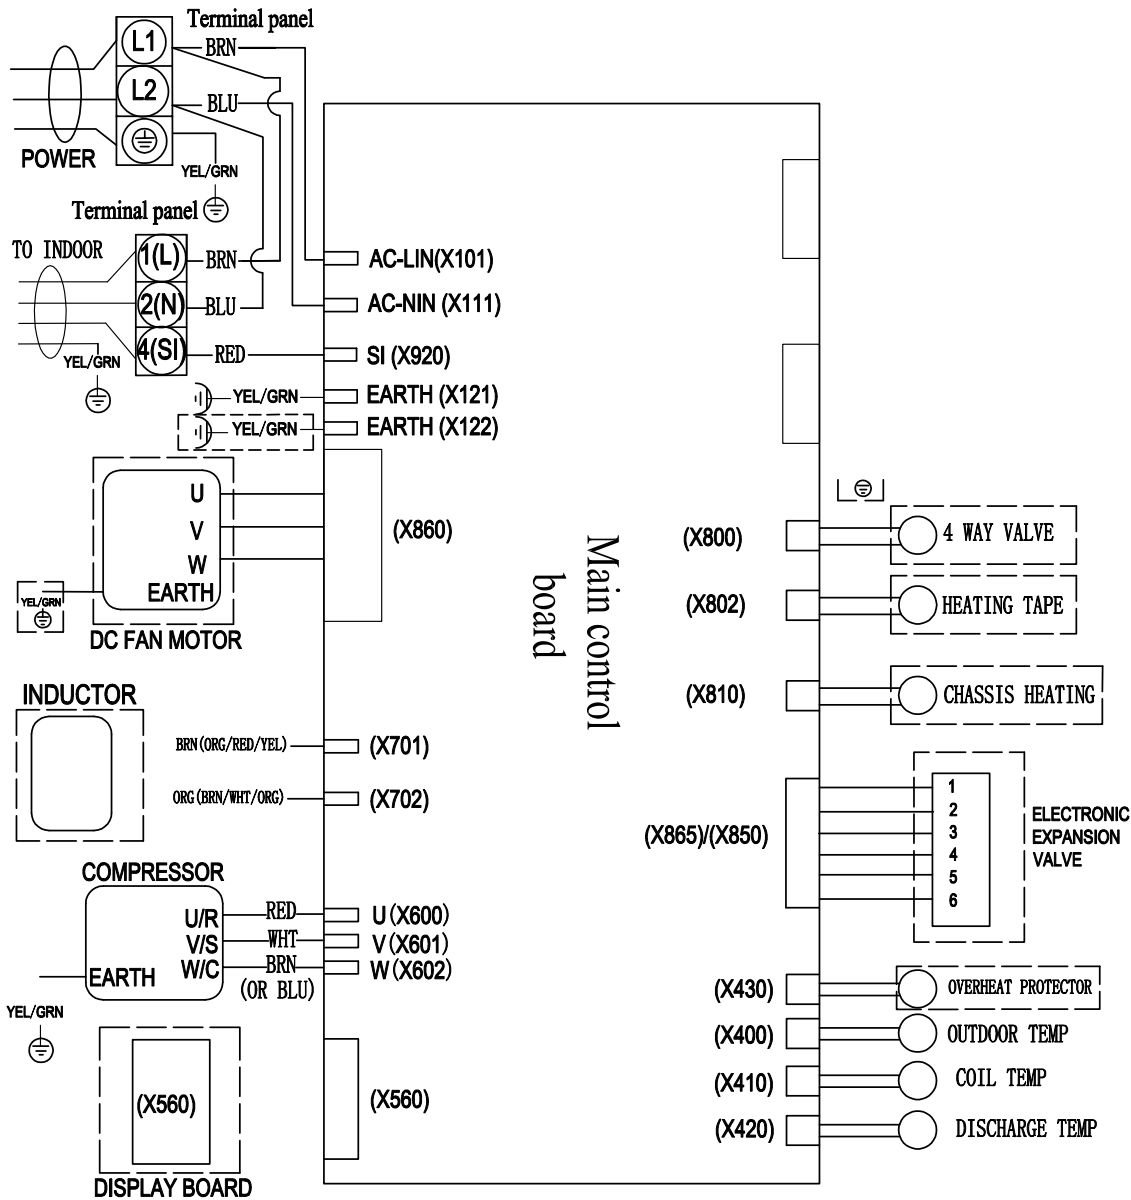 Terminal panel
L1
BRN
L2
BLU
POWER
YEL/GRN
Terminal panel
TO INDOOR
1(L)
BRN
2(N)
BLU
4(SI)
RED
YEL/GRN
AC-LIN(X101)
AC-NIN (X111)
SI (X920)
YEL/GRN
EARTH (X121)
YEL/GRN
EARTH (X122)
U
V
W
EARTH
YEL/GRN
DC FAN MOTOR
(X860)
Main control
board
INDUCTOR
BRN(ORG/RED/YEL)
(X701)
ORG(BRN/WHT/ORG)
(X702)
COMPRESSOR
U/R
RED
U(X600)
V/S
WHT
V(X601)
W/C
BRN
W(X602)
(OR BLU)
EARTH
YEL/GRN
(X560)
(X560)
DISPLAY BOARD
(X800)
4 WAY VALVE
(X802)
HEATING TAPE
(X810)
CHASSIS HEATING
(X865)/(X850)
1
2
3
4
5
6
ELECTRONIC
EXPANSION
VALVE
(X430)
OVERHEAT PROTECTOR
(X400)
OUTDOOR TEMP
(X410)
COIL TEMP
(X420)
DISCHARGE TEMP